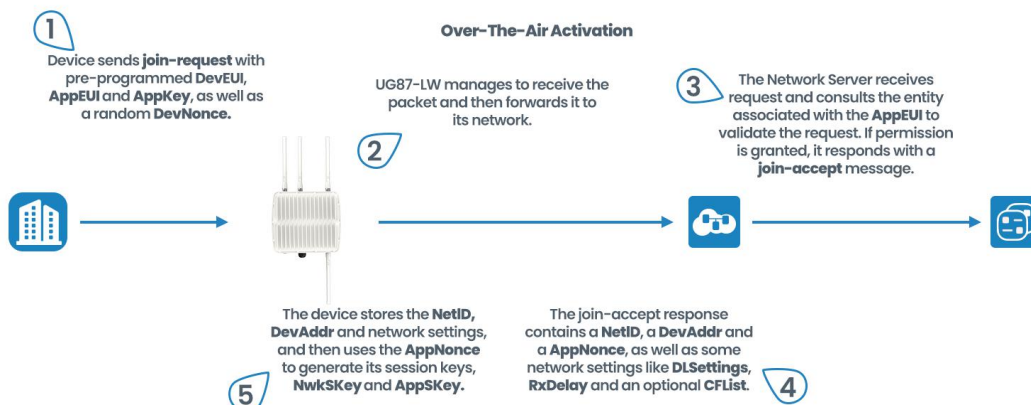 Over-The-Air Activation
1
Device sends join-request with
pre-programmed DevEUI,
AppEUI and AppKey, as well as
a random DevNonce.
UG87-LW manages to receive the
packet and then forwards it to
its network.
2
3
The Network Server receives
request and consults the entity
associated with the AppEUI to
validate the request. If permission
is granted, it responds with a
join-accept message.
The join-accept response
contains a NetID, a DevAddr and
a AppNonce, as well as some
network settings like DLSettings,
RxDelay and an optional CFList.
4
The device stores the NetID,
DevAddr and network settings,
and then uses the AppNonce
to generate its session keys,
NwkSKey and AppSKey.
5